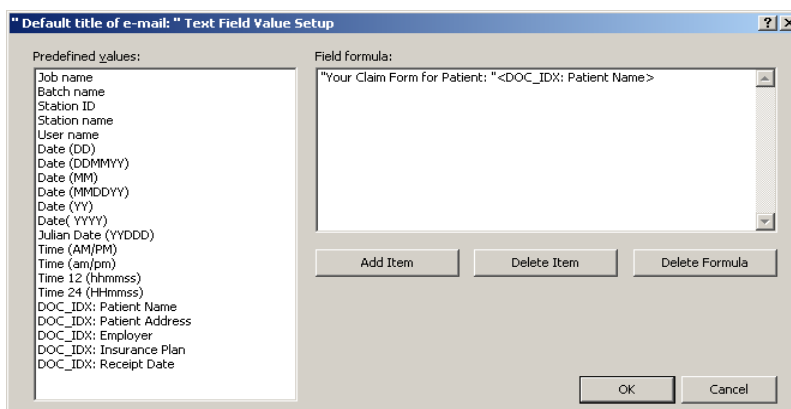 " Default title of e-mail: " Text Field Value Setup
Predefined values:
Job name
Batch name
Station ID
Station name
User name
Date (DD)
Date (DDMMYY)
Date (MM)
Date (MMDDYY)
Date (YY)
Date( YYYY)
Julian Date (YYDDD)
Time (AM/PM)
Time (am/pm)
Time 12 (hhmmss)
Time 24 (HHmmss)
DOC_IDX: Patient Name
DOC_IDX: Patient Address
DOC_IDX: Employer
DOC_IDX: Insurance Plan
DOC_IDX: Receipt Date
Field formula:
"Your Claim Form for Patient: "<DOC_IDX: Patient Name>
Add Item
Delete Item
Delete Formula
OK
Cancel